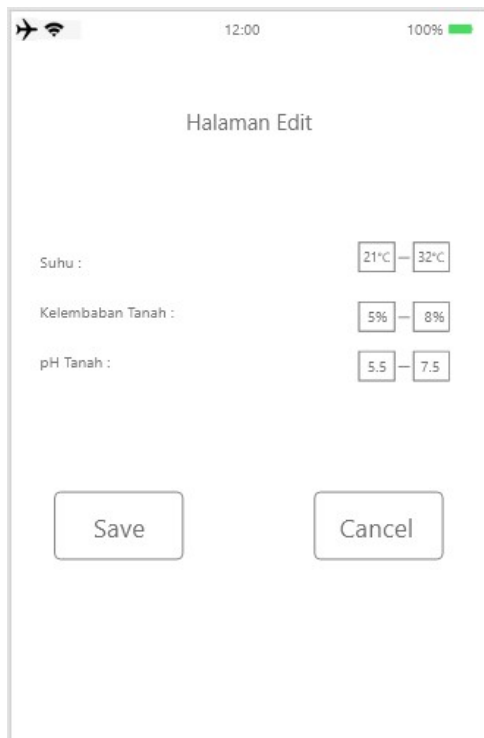 12:00 100%
Halaman Edit
Suhu : 21°C — 32°C
Kelembaban Tanah : 5% — 8%
pH Tanah : 5.5 — 7.5
Save Cancel